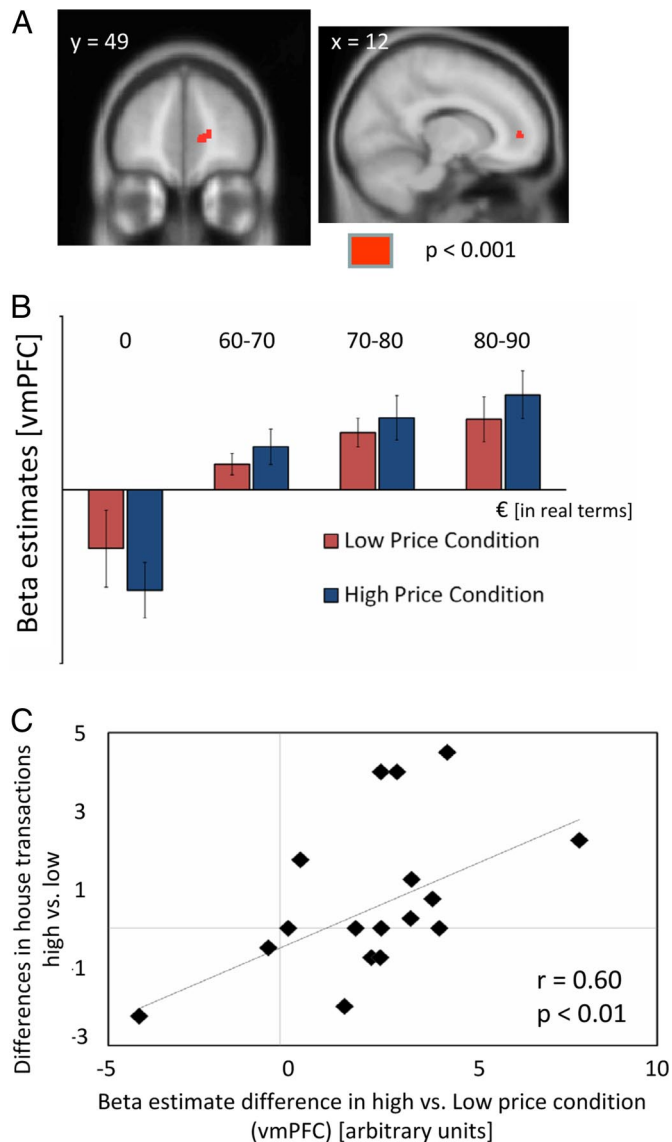 A
y = 49
x = 12
p < 0.001
B
0
60-70
70-80
80-90
Beta estimates [vmPFC]
€ [in real terms]
Low Price Condition
High Price Condition
C
Differences in house transactions
high vs. low
5
3
1
-1
-3
r = 0.60
p < 0.01
-5
0
5
10
Beta estimate difference in high vs. Low price condition
(vmPFC) [arbitrary units]